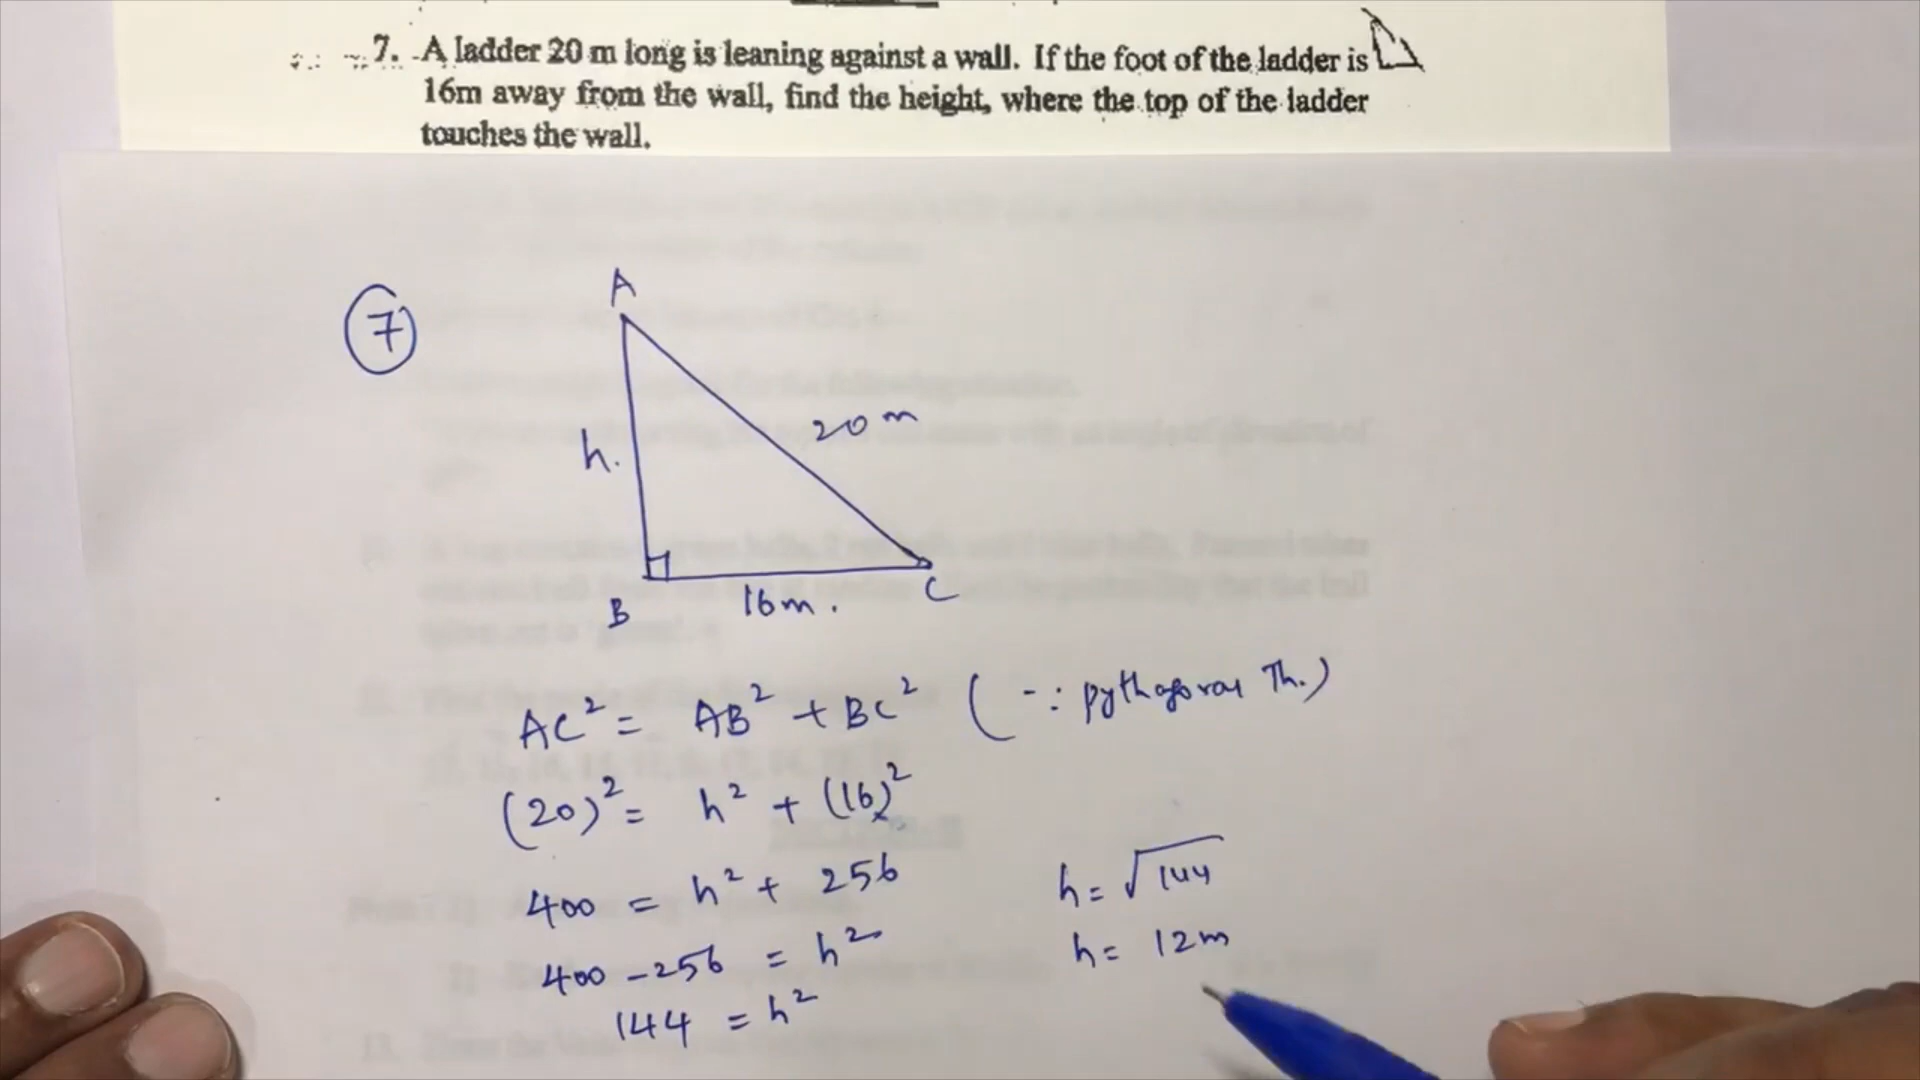 7. A ladder 20 m long is leaning against a wall. If the foot of the ladder is
16m away from the wall, find the height, where the top of the ladder
touches the wall.
7
A
h.
20 m
B
16m.
C
AC² = AB² + BC² ( ∵ pythagoras Th.)
(20)² = h² + (16)²
400 = h² + 256
400 - 256 = h²
144 = h²
h = √144
h = 12m